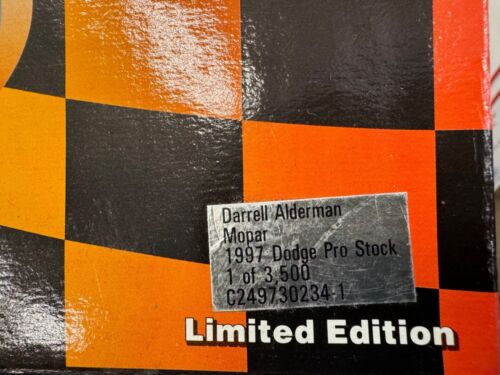 Darrell Alderman
Mopar
1997 Dodge Pro Stock
1 of 3,500
C249730234-1
Limited Edition